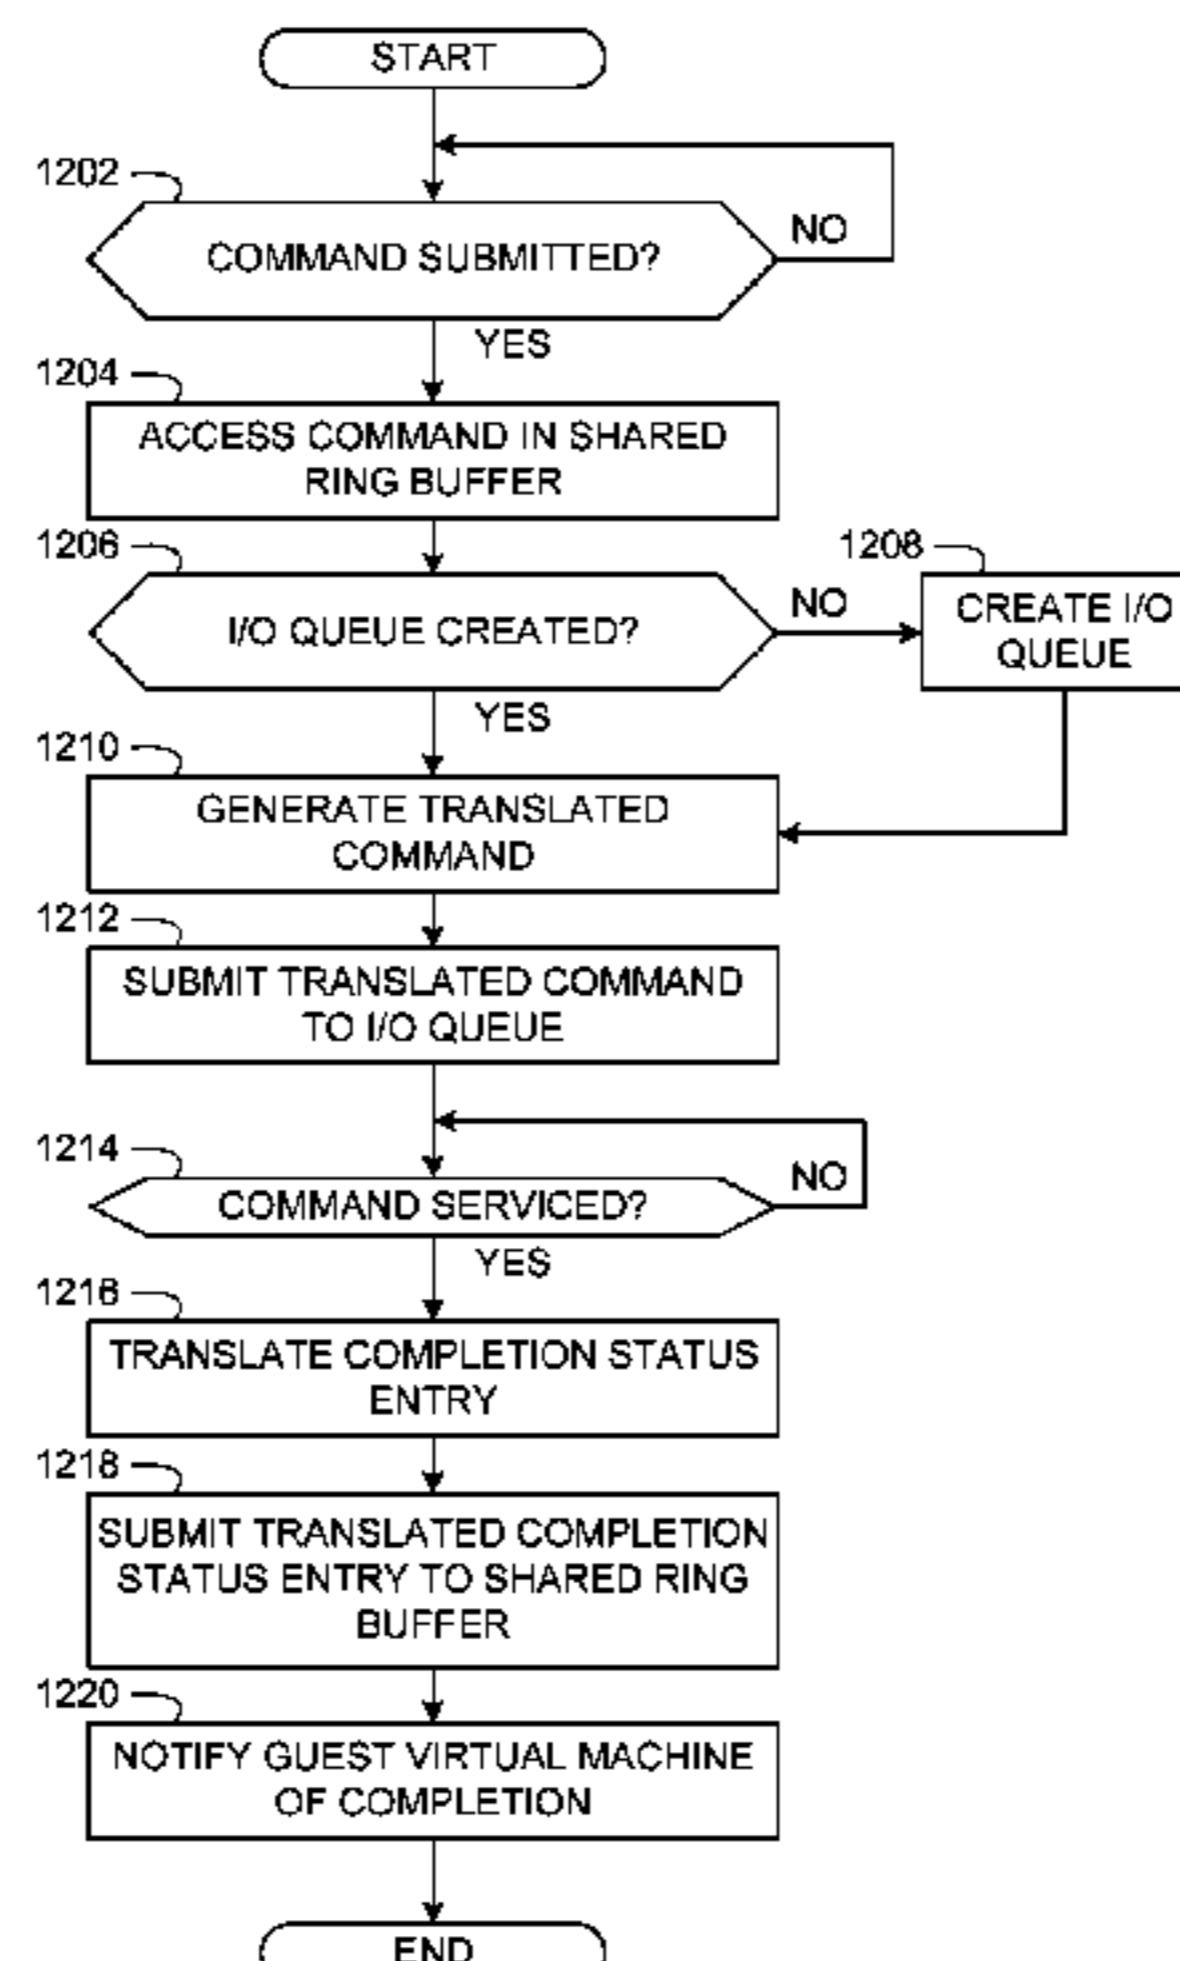 START
1202
COMMAND SUBMITTED?
NO
YES
1204
ACCESS COMMAND IN SHARED
RING BUFFER
1206
I/O QUEUE CREATED?
NO
1208
CREATE I/O
QUEUE
YES
1210
GENERATE TRANSLATED
COMMAND
1212
SUBMIT TRANSLATED COMMAND
TO I/O QUEUE
1214
COMMAND SERVICED?
NO
YES
1216
TRANSLATE COMPLETION STATUS
ENTRY
1218
SUBMIT TRANSLATED COMPLETION
STATUS ENTRY TO SHARED RING
BUFFER
1220
NOTIFY GUEST VIRTUAL MACHINE
OF COMPLETION
END